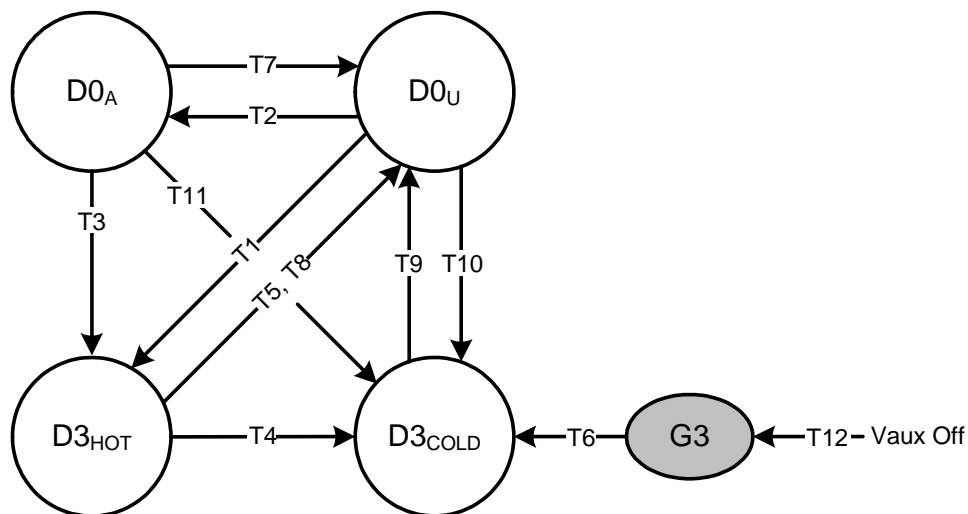 D0A
T7
D0U
T2
T11
T3
T1
T5, T8
T9
T10
D3HOT
T4
D3COLD
T6
G3
T12
Vaux Off